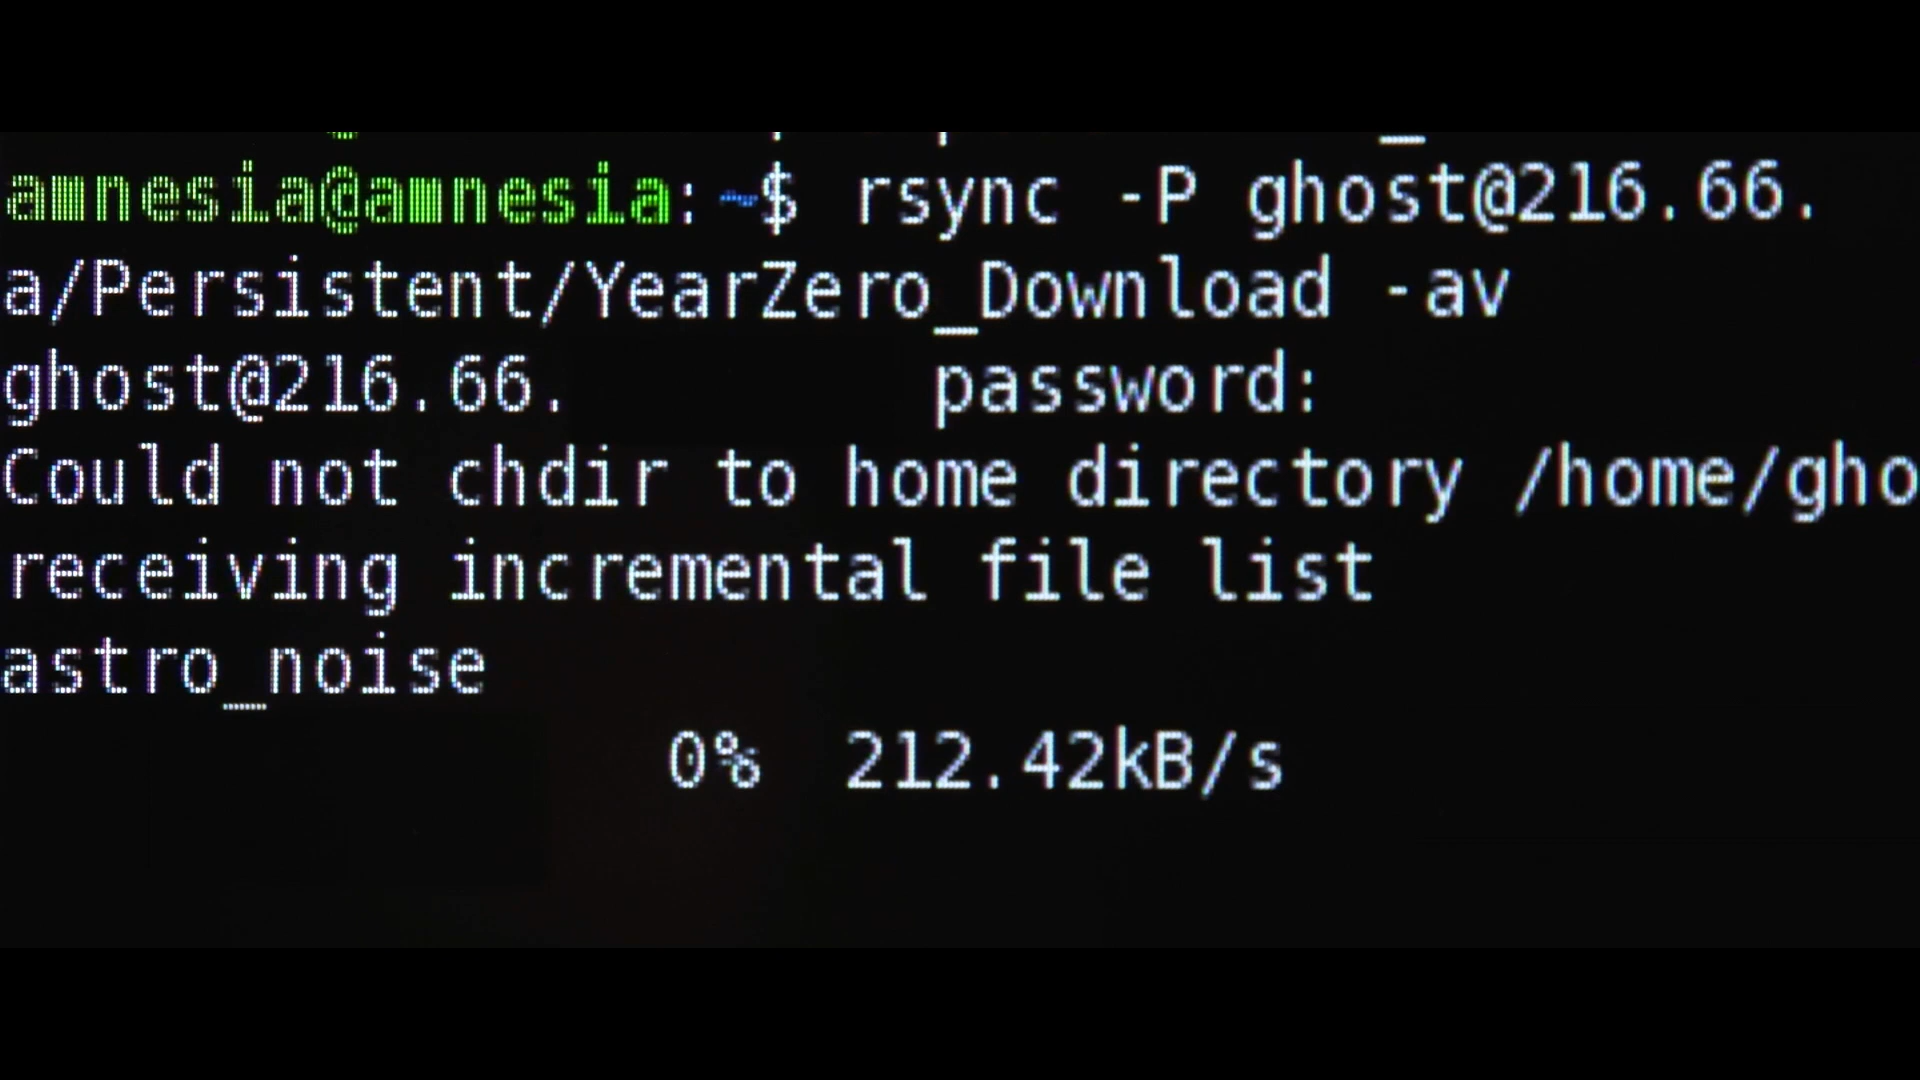 amnesia@amnesia:~$ rsync -P ghost@216.66.
a/Persistent/YearZero_Download -av
ghost@216.66. password:
Could not chdir to home directory /home/gho
receiving incremental file list
astro_noise
0% 212.42kB/s